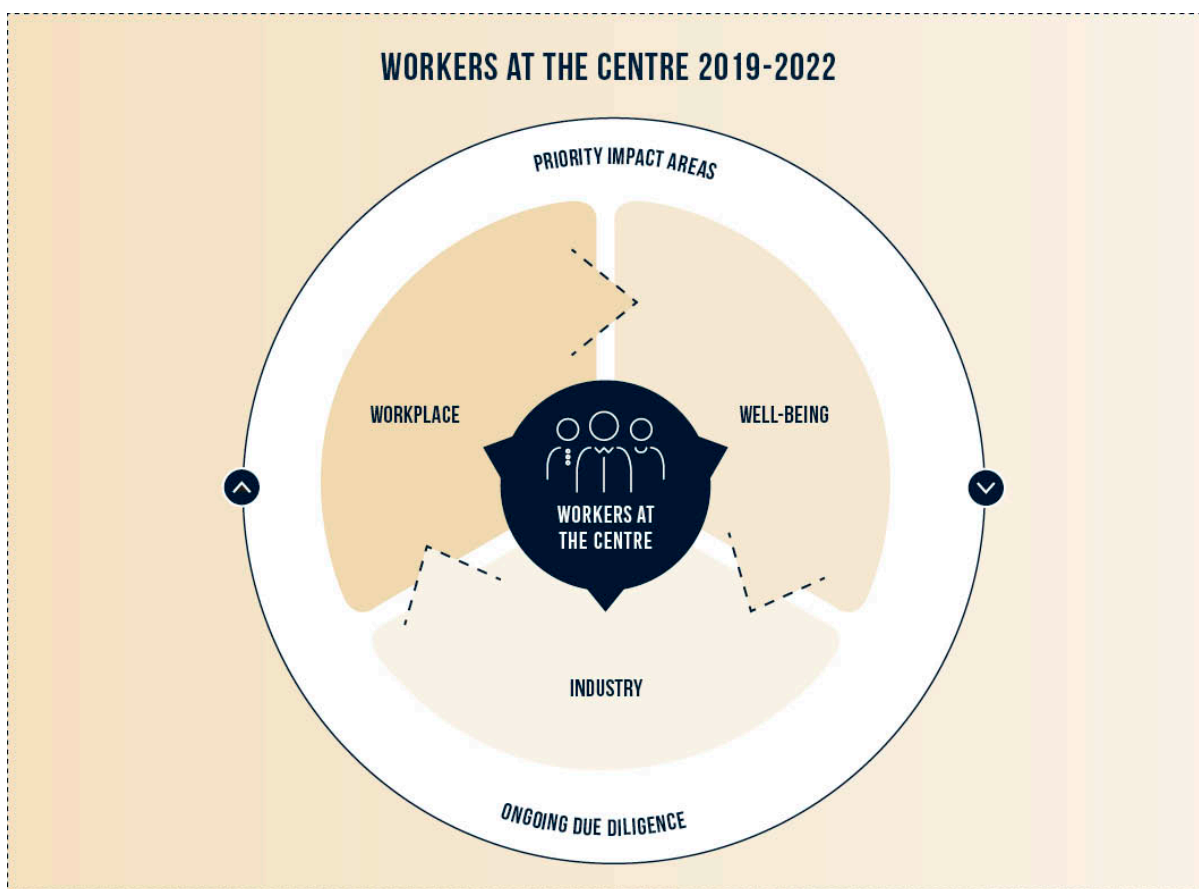 WORKERS AT THE CENTRE 2019-2022
PRIORITY IMPACT AREAS
WORKPLACE
WELL-BEING
WORKERS AT
THE CENTRE
INDUSTRY
ONGOING DUE DILIGENCE